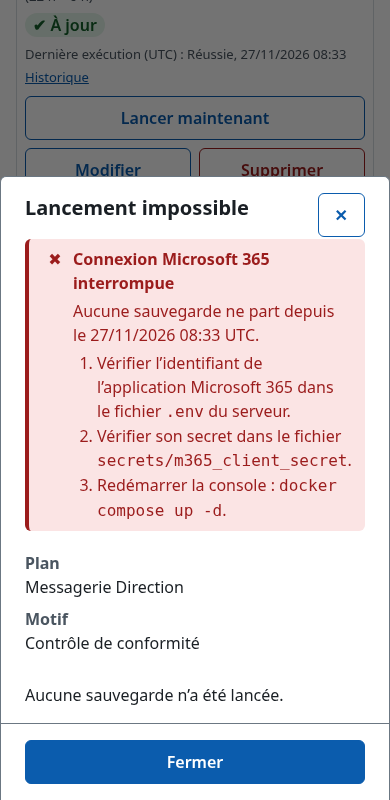 ✔ À jour
Dernière exécution (UTC) : Réussie, 27/11/2026 08:33
Historique
Lancer maintenant
Modifier
Supprimer
Lancement impossible
×
✖ Connexion Microsoft 365
interrompue
Aucune sauvegarde ne part depuis
le 27/11/2026 08:33 UTC.
1. Vérifier l’identifiant de
l’application Microsoft 365 dans
le fichier .env du serveur.
2. Vérifier son secret dans le fichier
secrets/m365_client_secret.
3. Redémarrer la console : docker
compose up -d.
Plan
Messagerie Direction
Motif
Contrôle de conformité
Aucune sauvegarde n’a été lancée.
Fermer